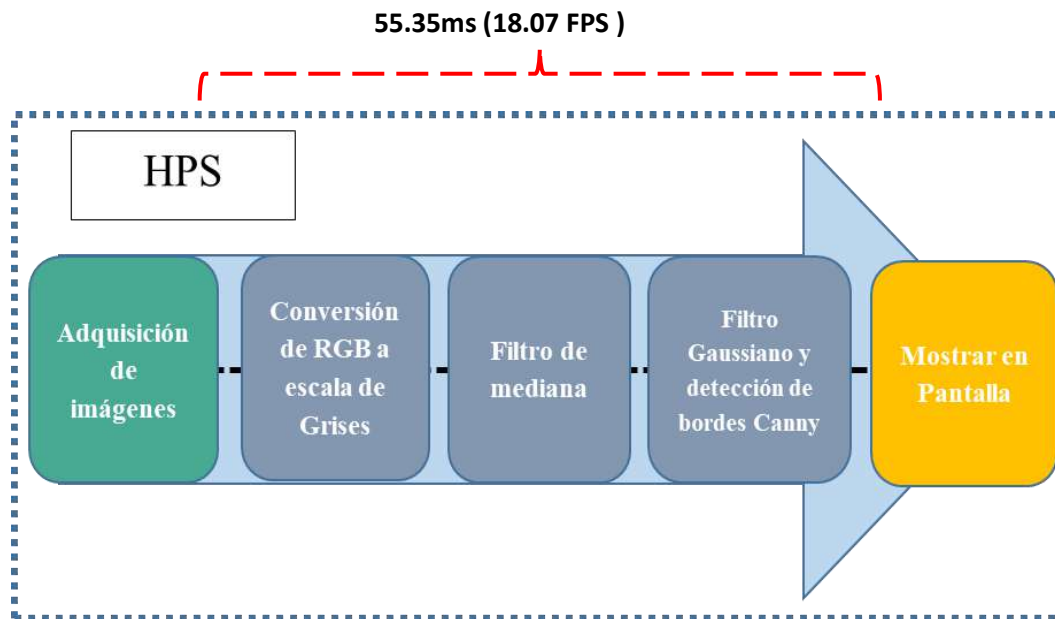 55.35ms (18.07 FPS )
HPS
Adquisición
de
imágenes
Conversión
de RGB a
escala de
Grises
Filtro de
mediana
Filtro
Gaussiano y
detección de
bordes Canny
Mostrar en
Pantalla